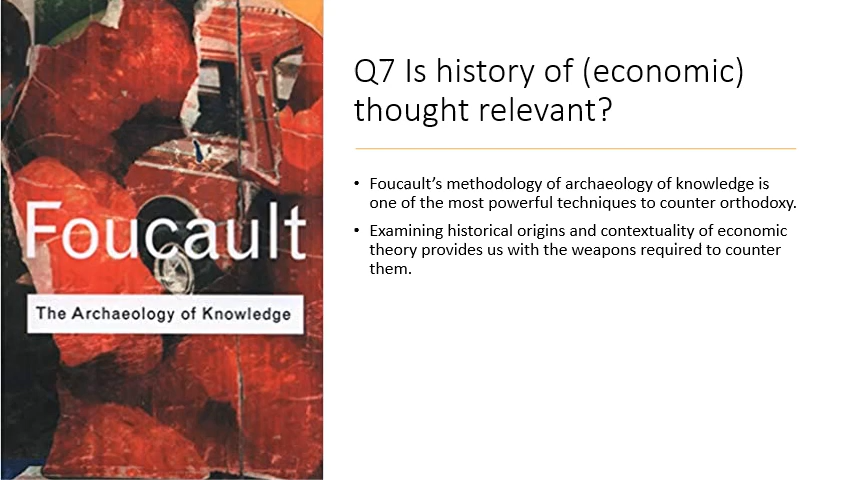 Foucault
The Archaeology of Knowledge
Q7 Is history of (economic)
thought relevant?
• Foucault’s methodology of archaeology of knowledge is
one of the most powerful techniques to counter orthodoxy.
• Examining historical origins and contextuality of economic
theory provides us with the weapons required to counter
them.